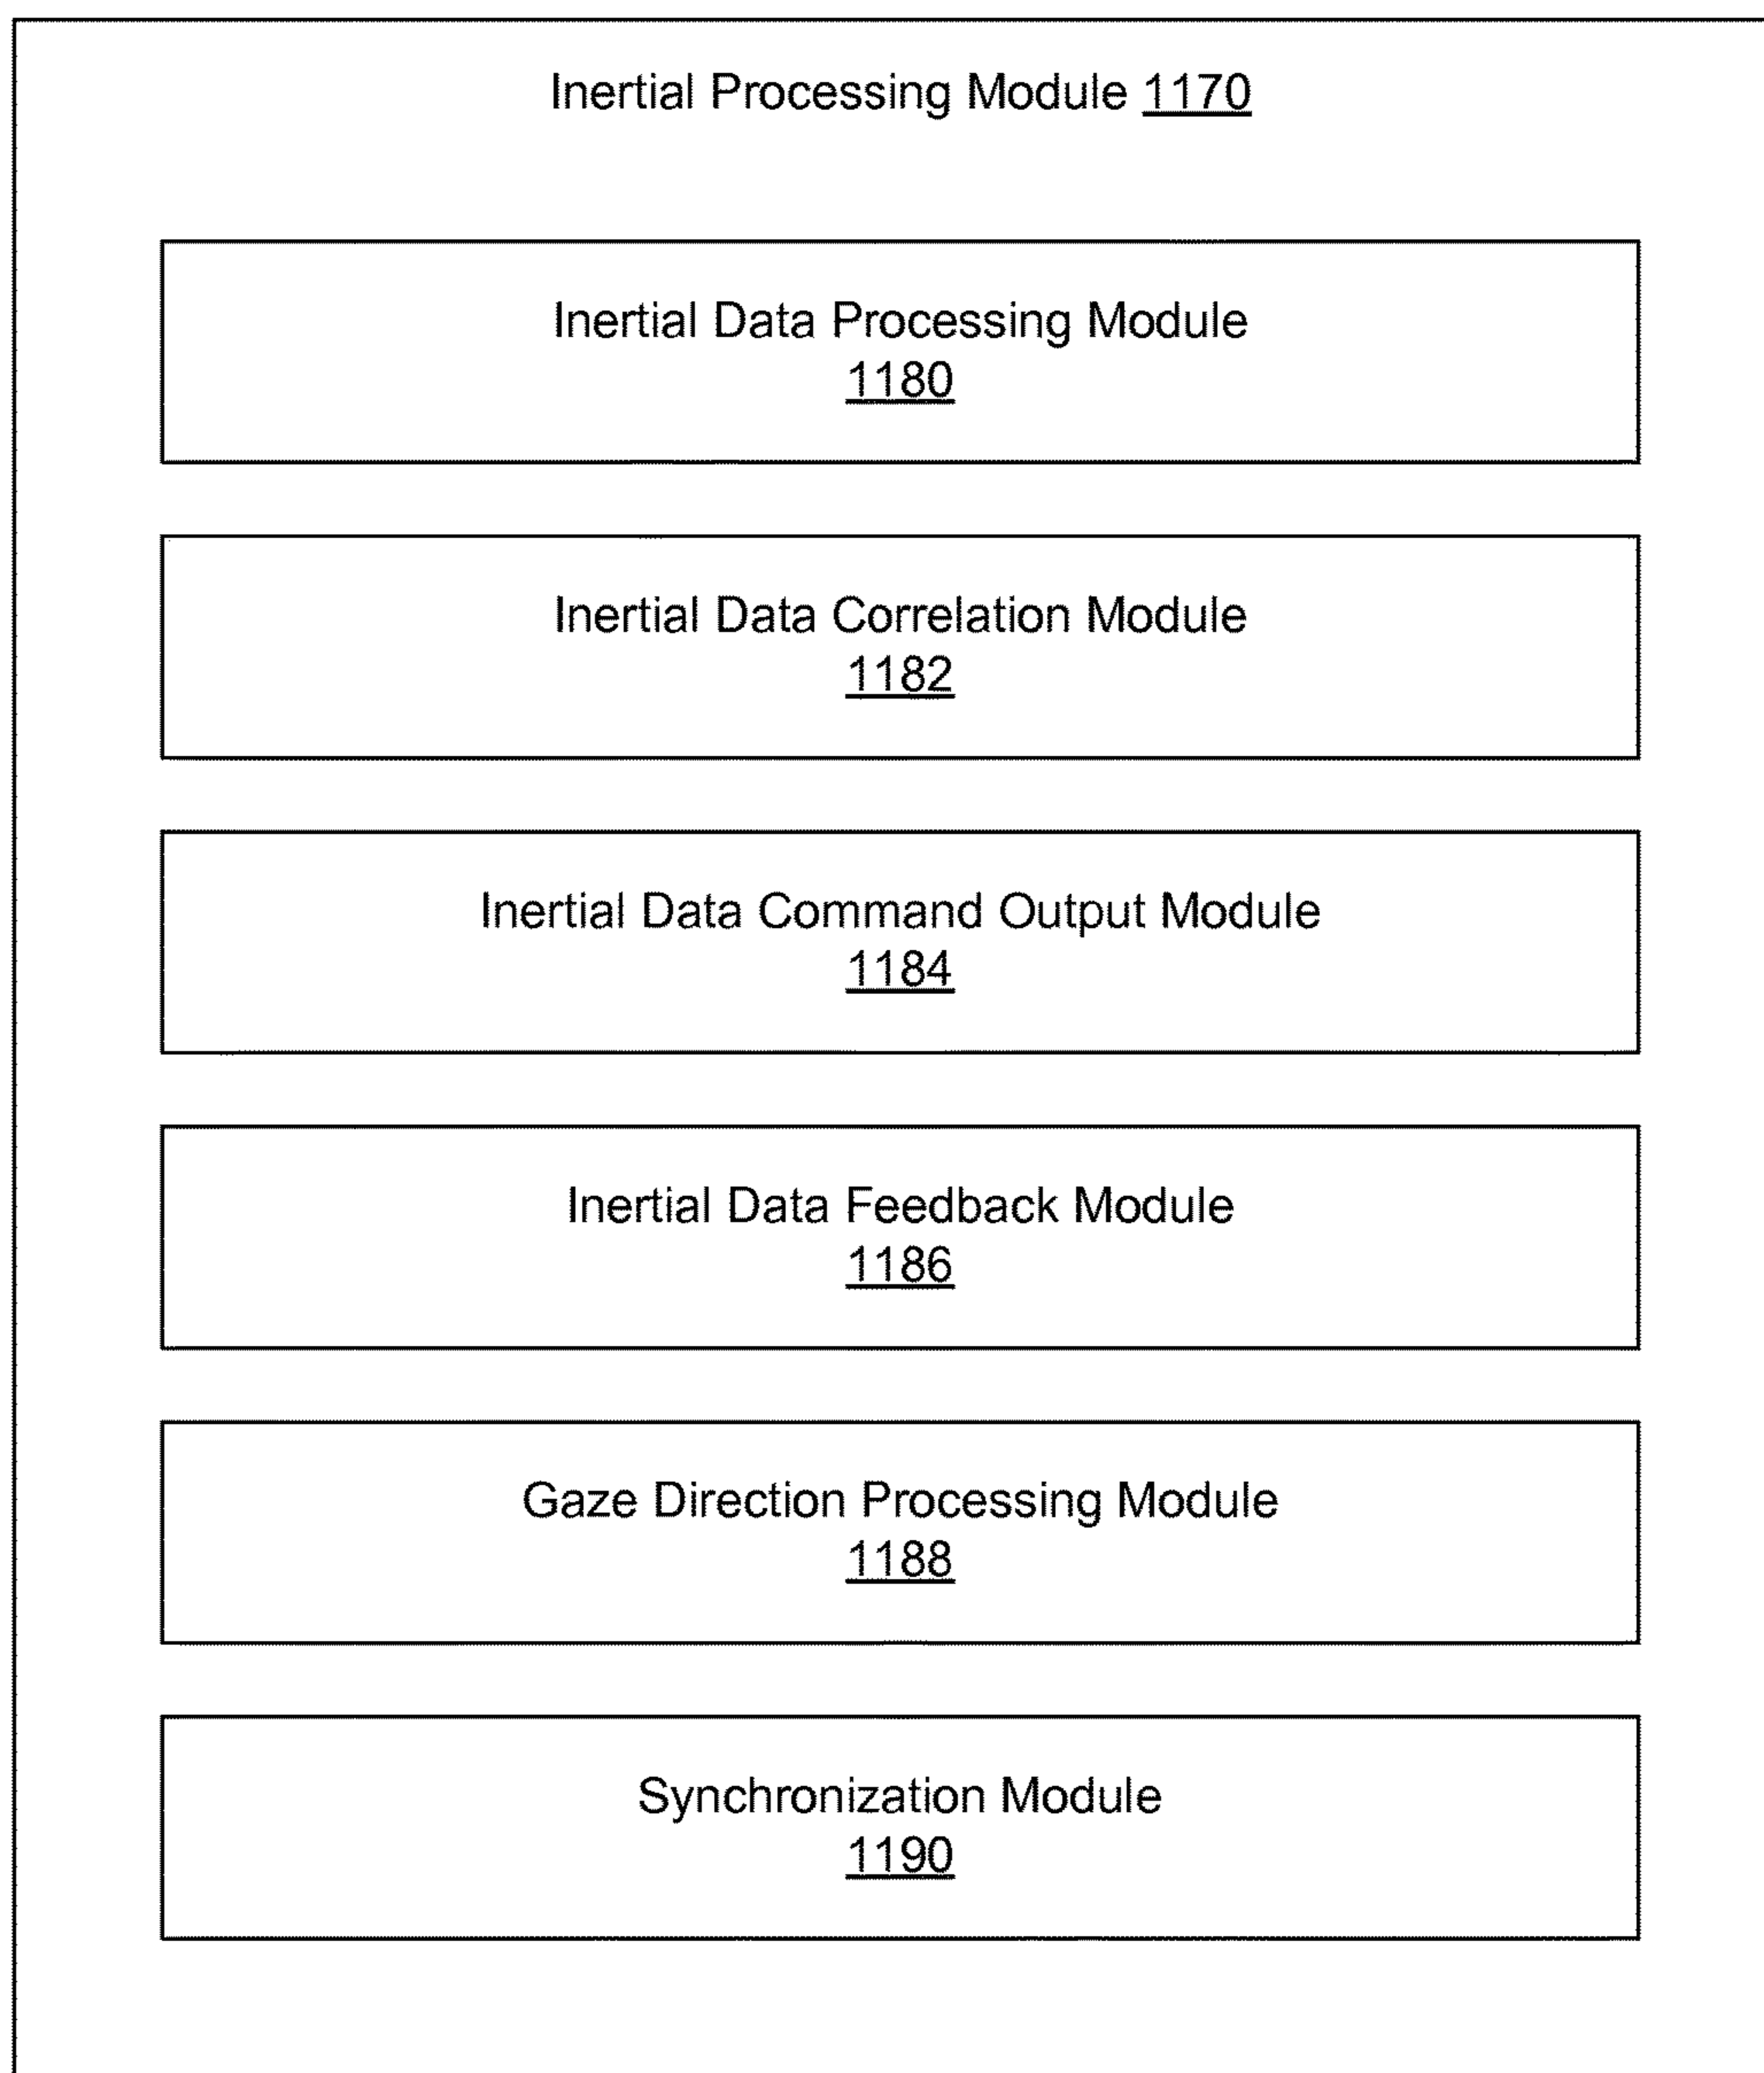 Inertial Processing Module 1170
Inertial Data Processing Module
1180
Inertial Data Correlation Module
1182
Inertial Data Command Output Module
1184
Inertial Data Feedback Module
1186
Gaze Direction Processing Module
1188
Synchronization Module
1190